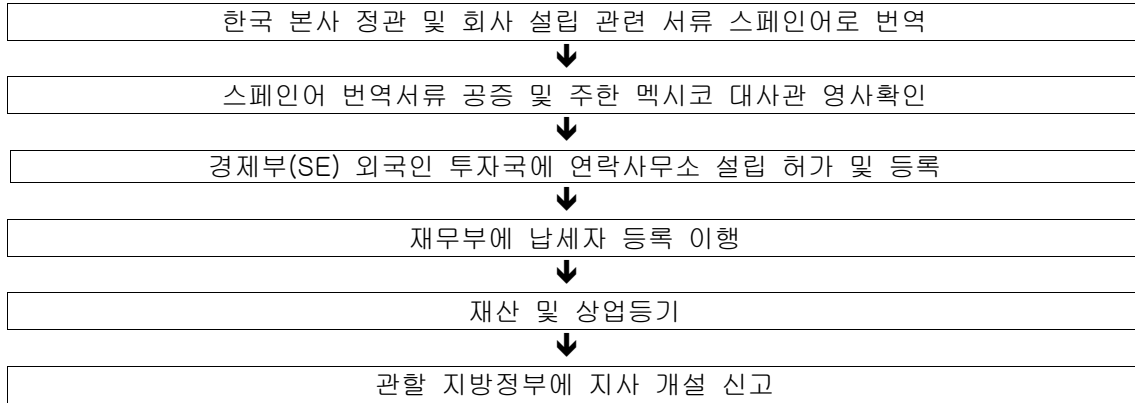 한국 본사 정관 및 회사 설립 관련 서류 스페인어로 번역
스페인어 번역서류 공증 및 주한 멕시코 대사관 영사확인
경제부(SE) 외국인 투자국에 연락사무소 설립 허가 및 등록
재무부에 납세자 등록 이행
재산 및 상업등기
관할 지방정부에 지사 개설 신고